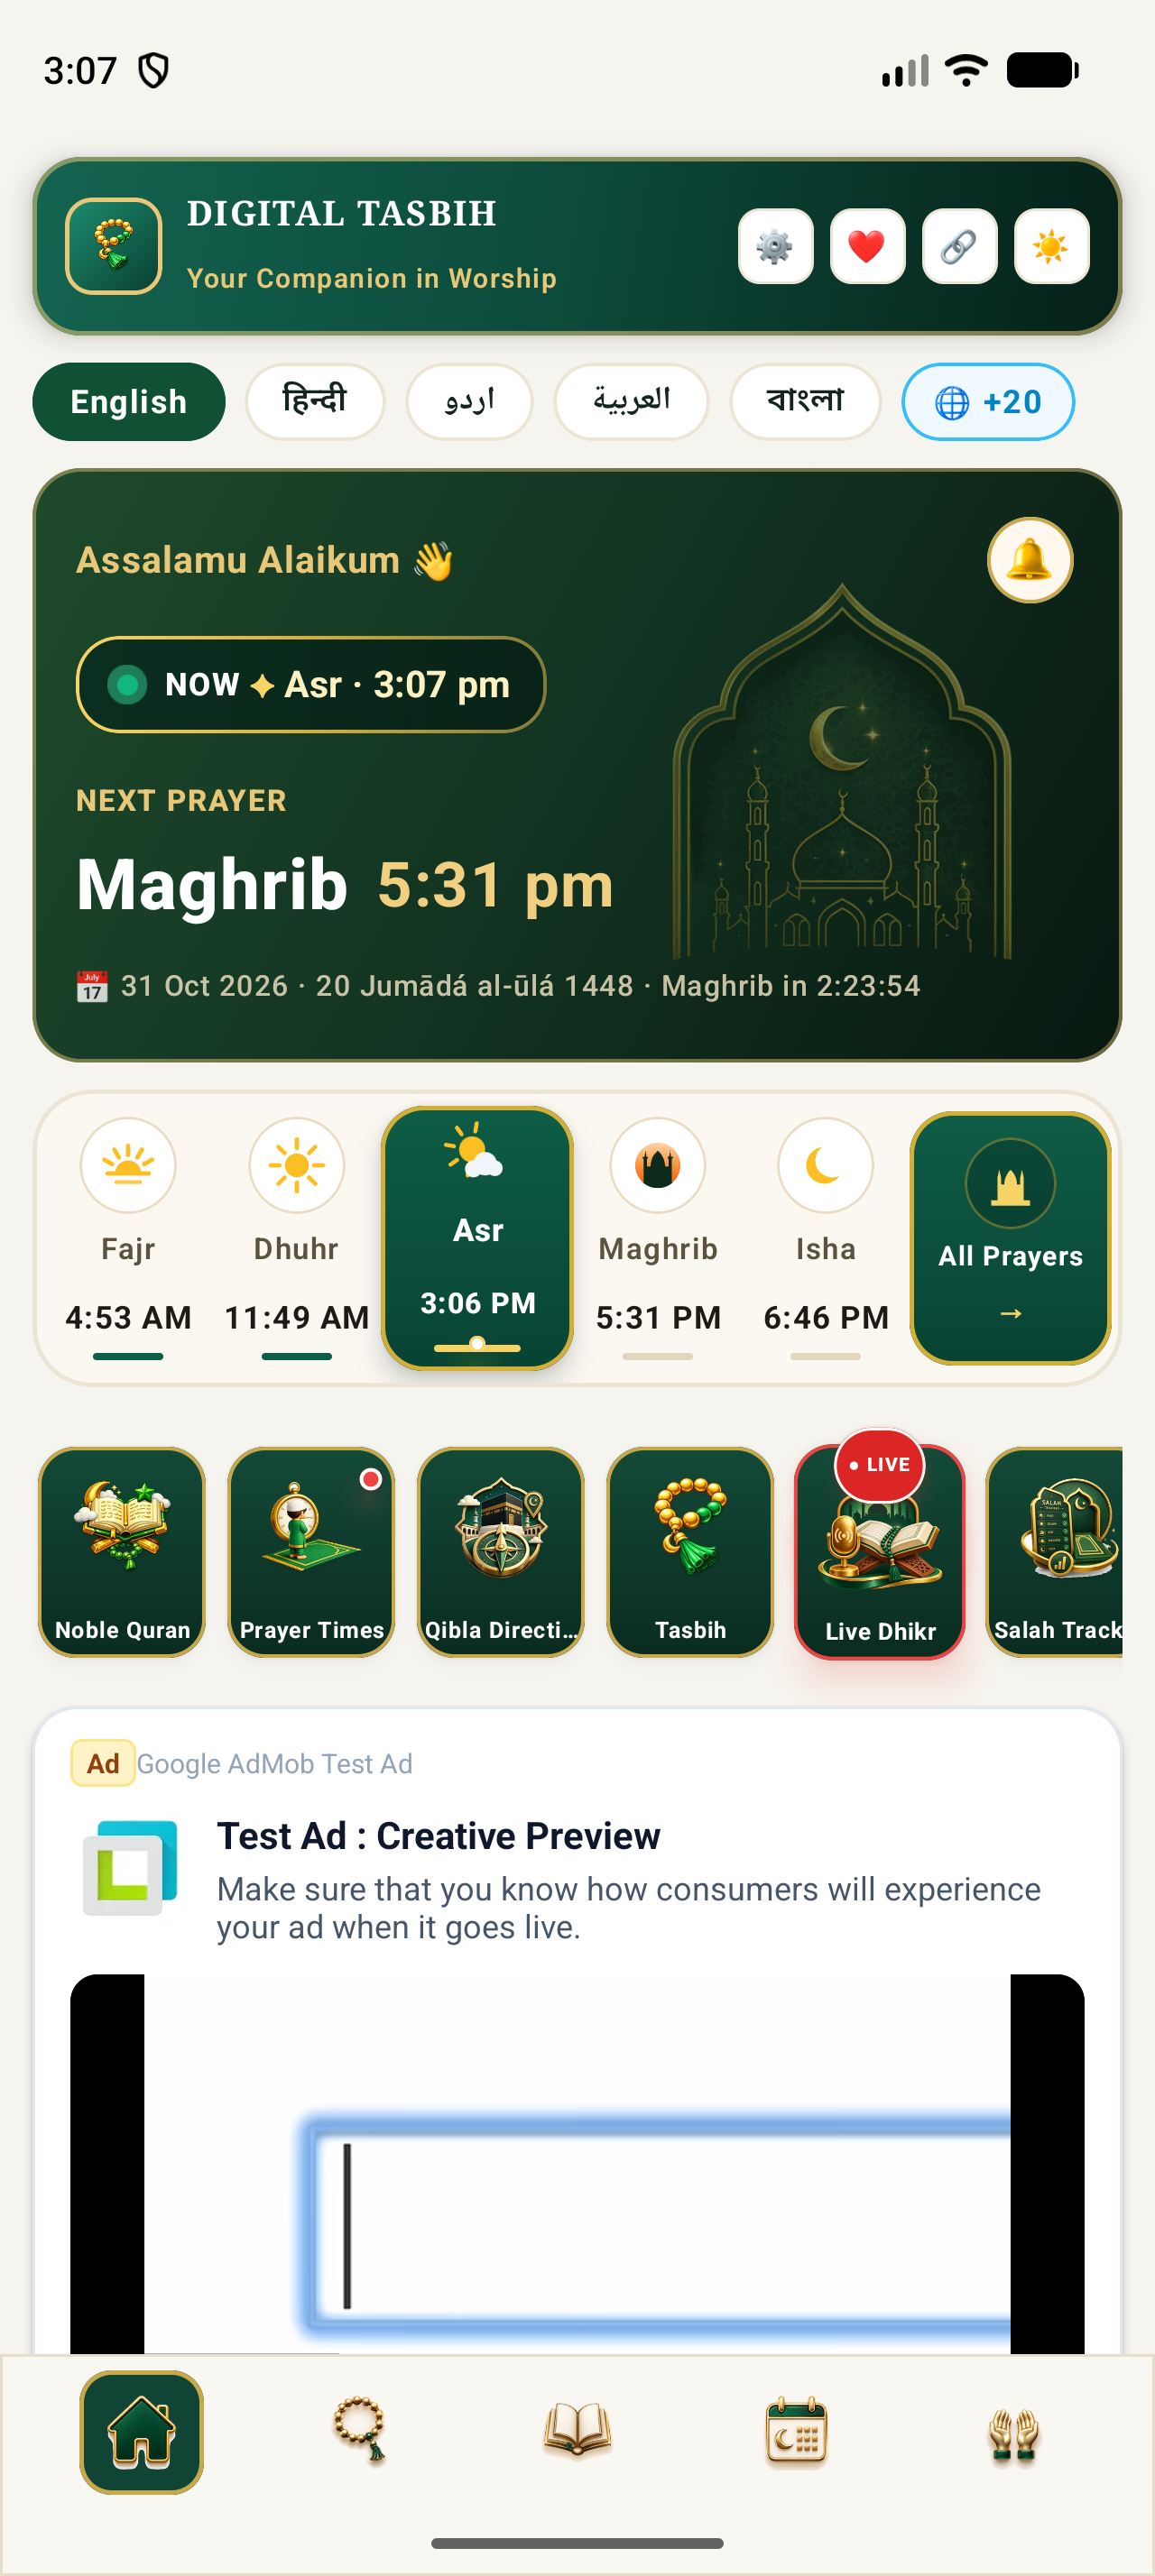 3:07
DIGITAL TASBIH
Your Companion in Worship
English
हिन्दी
اردو
العربية
বাংলা
+20
Assalamu Alaikum 👋
NOW ✦ Asr · 3:07 pm
NEXT PRAYER
Maghrib 5:31 pm
📅 31 Oct 2026 · 20 Jumādá al-ūlá 1448 · Maghrib in 2:23:54
Fajr
4:53 AM
Dhuhr
11:49 AM
Asr
3:06 PM
Maghrib
5:31 PM
Isha
6:46 PM
All Prayers
→
Noble Quran
Prayer Times
Qibla Directi...
Tasbih
• LIVE
Live Dhikr
SALAH
Salah Track
Ad Google AdMob Test Ad
Test Ad : Creative Preview
Make sure that you know how consumers will experience
your ad when it goes live.